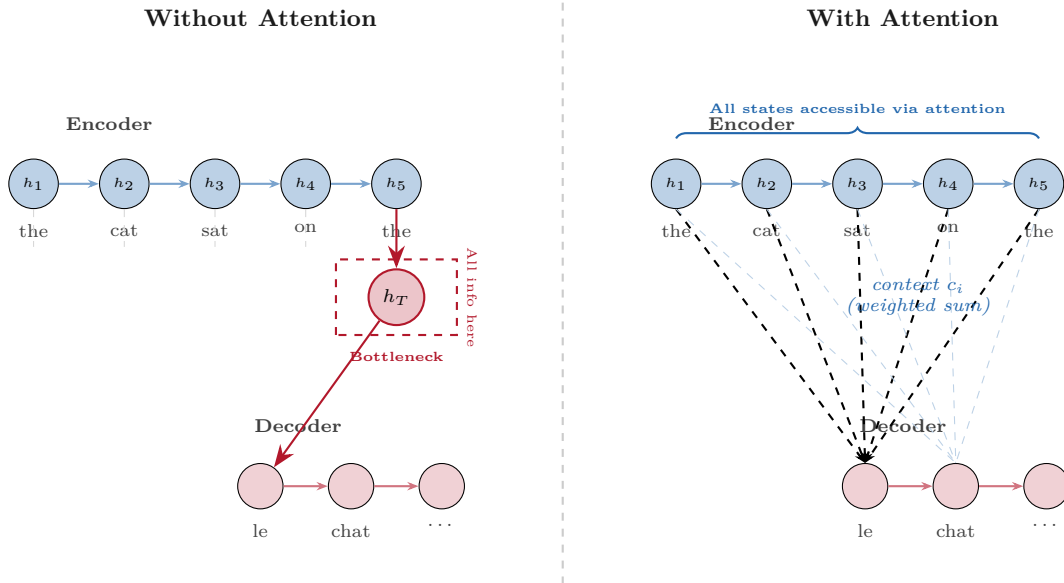 Without Attention
Encoder
h1 h2 h3 h4 h5
the cat sat on the
All info here
hT
Bottleneck
Decoder
le chat ...
With Attention
All states accessible via attention
Encoder
h1 h2 h3 h4 h5
the cat sat on the
context ci
(weighted sum)
Decoder
le chat ...